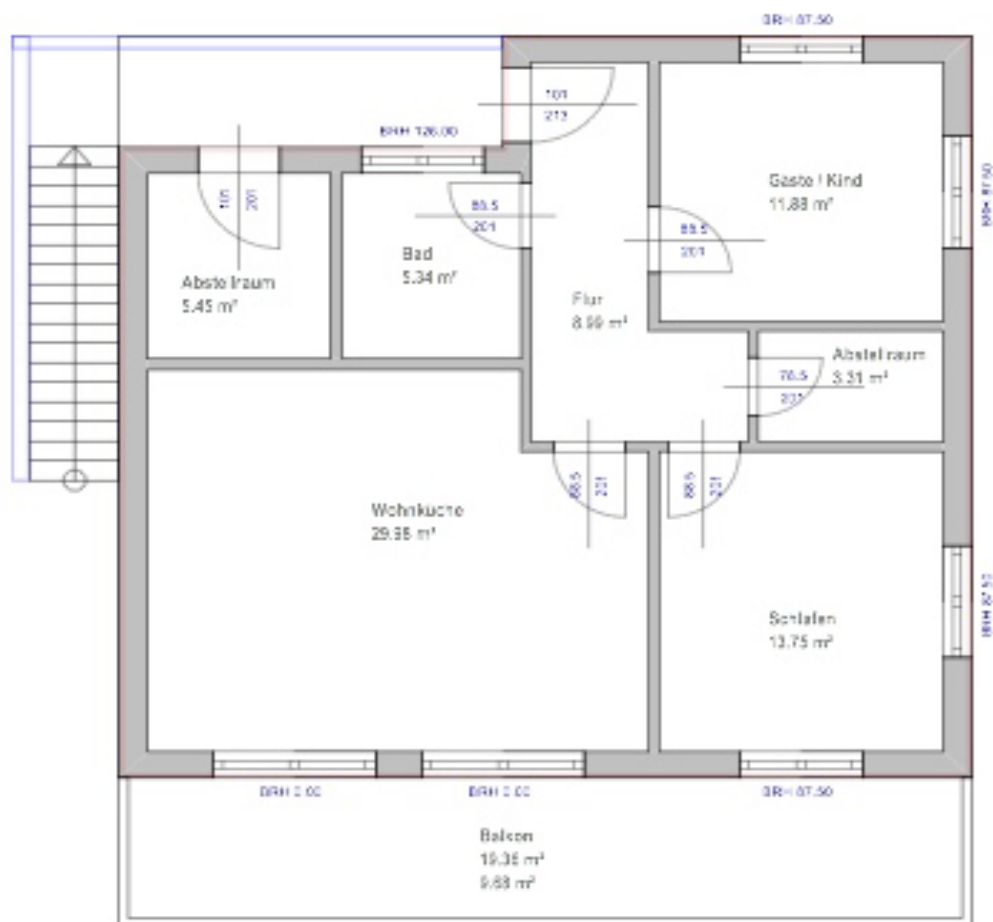 BRH 87.50
BRH 126.00
101
213
Gaste / Kind
11.88 m²
BRH 87.50
101
201
88.5
201
88.5
201
Bad
5.34 m²
Abstellraum
5.45 m²
Flur
8.99 m²
Abstellraum
3.31 m²
78.5
201
88.5
201
88.5
201
Wohnküche
29.98 m²
Schlafen
13.75 m²
BRH 87.50
BRH 0.00
BRH 0.00
BRH 87.50
Balkon
19.36 m²
9.68 m²